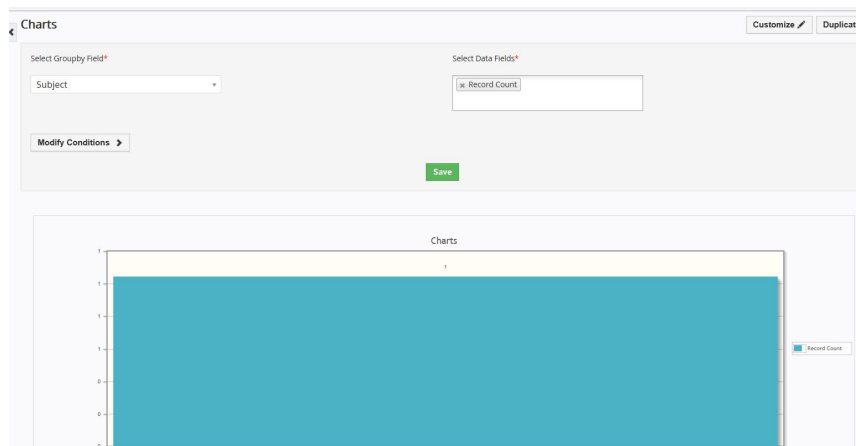 Charts
Customize
Duplicat
Select Groupby Field*
Select Data Fields*
Subject
× Record Count
Modify Conditions
Save
Charts
1
1
1
1
1
Record Count
0
0
0